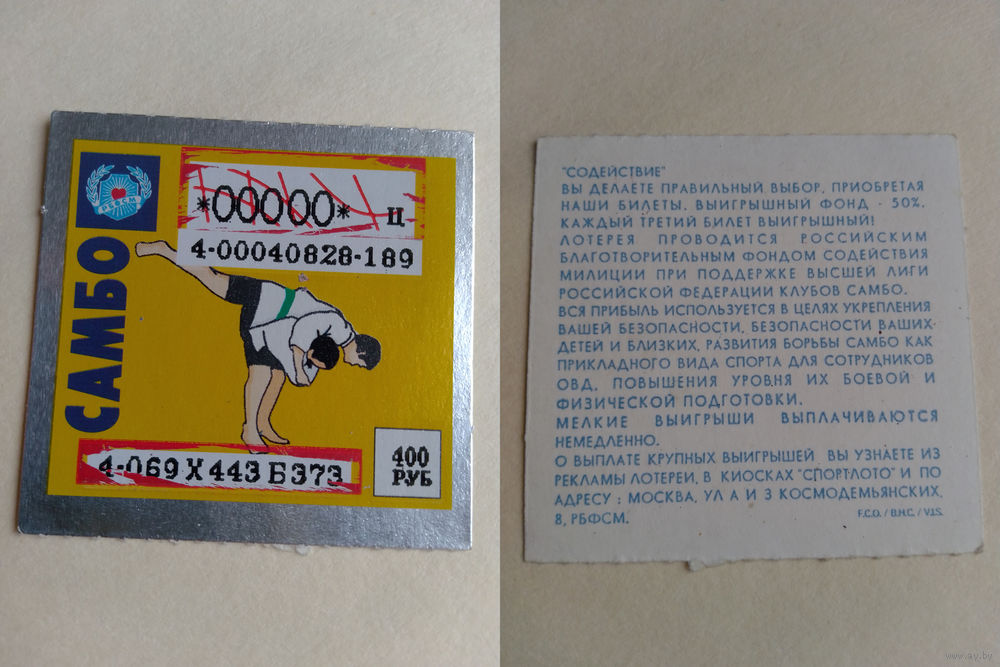 РБФСМ
САМБО
*00000* Ц
4-00040828-189
4-069Х443Б373
400
РУБ
"СОДЕЙСТВИЕ"
ВЫ ДЕЛАЕТЕ ПРАВИЛЬНЫЙ ВЫБОР, ПРИОБРЕТАЯ
НАШИ БИЛЕТЫ. ВЫИГРЫШНЫЙ ФОНД - 50%.
КАЖДЫЙ ТРЕТИЙ БИЛЕТ ВЫИГРЫШНЫЙ!
ЛОТЕРЕЯ ПРОВОДИТСЯ РОССИЙСКИМ
БЛАГОТВОРИТЕЛЬНЫМ ФОНДОМ СОДЕЙСТВИЯ
МИЛИЦИИ ПРИ ПОДДЕРЖКЕ ВЫСШЕЙ ЛИГИ
РОССИЙСКОЙ ФЕДЕРАЦИИ КЛУБОВ САМБО.
ВСЯ ПРИБЫЛЬ ИСПОЛЬЗУЕТСЯ В ЦЕЛЯХ УКРЕПЛЕНИЯ
ВАШЕЙ БЕЗОПАСНОСТИ, БЕЗОПАСНОСТИ ВАШИХ
ДЕТЕЙ И БЛИЗКИХ, РАЗВИТИЯ БОРЬБЫ САМБО КАК
ПРИКЛАДНОГО ВИДА СПОРТА ДЛЯ СОТРУДНИКОВ
ОВД, ПОВЫШЕНИЯ УРОВНЯ ИХ БОЕВОЙ И
ФИЗИЧЕСКОЙ ПОДГОТОВКИ.
МЕЛКИЕ ВЫИГРЫШИ ВЫПЛАЧИВАЮТСЯ
НЕМЕДЛЕННО.
О ВЫПЛАТЕ КРУПНЫХ ВЫИГРЫШЕЙ ВЫ УЗНАЕТЕ ИЗ
РЕКЛАМЫ ЛОТЕРЕИ, В КИОСКАХ "СПОРТЛОТО" И ПО
АДРЕСУ : МОСКВА, УЛ А И З КОСМОДЕМЬЯНСКИХ,
8, РБФСМ.
F.C.O. / B.H.C. / V.I.S.
www.ay.by